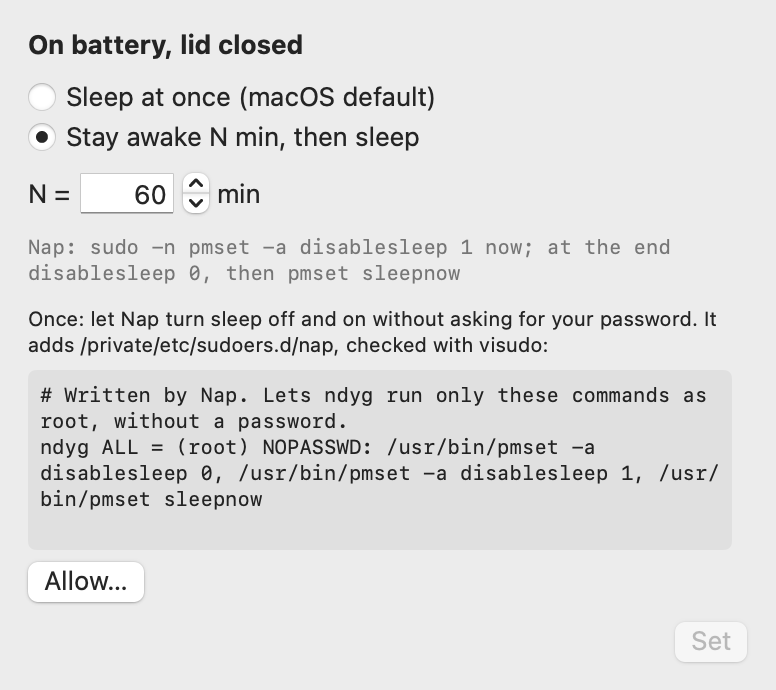 On battery, lid closed
Sleep at once (macOS default)
Stay awake N min, then sleep
N = 60 min
Nap: sudo -n pmset -a disablesleep 1 now; at the end
disablesleep 0, then pmset sleepnow
Once: let Nap turn sleep off and on without asking for your password. It
adds /private/etc/sudoers.d/nap, checked with visudo:
# Written by Nap. Lets ndyg run only these commands as
root, without a password.
ndyg ALL = (root) NOPASSWD: /usr/bin/pmset -a
disablesleep 0, /usr/bin/pmset -a disablesleep 1, /usr/
bin/pmset sleepnow
Allow...
Set